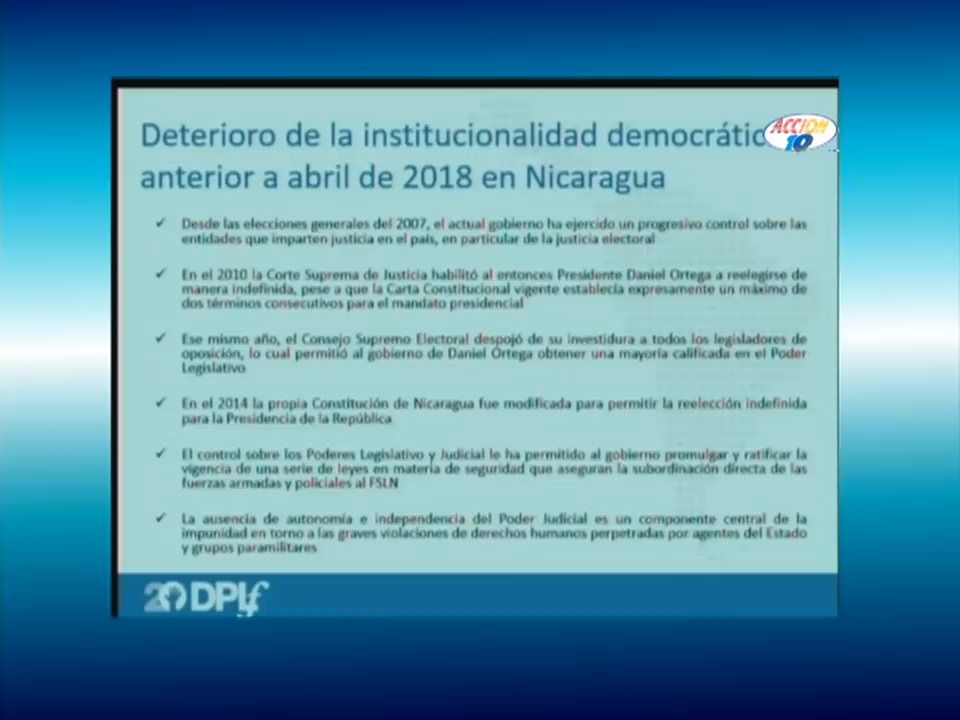 Deterioro de la institucionalidad democrátic
ACCION
10
anterior a abril de 2018 en Nicaragua
✓ Desde las elecciones generales del 2007, el actual gobierno ha ejercido un progresivo control sobre las
entidades que imparten justicia en el país, en particular de la justicia electoral
✓ En el 2010 la Corte Suprema de Justicia habilitó al entonces Presidente Daniel Ortega a reelegirse de
manera indefinida, pese a que la Carta Constitucional vigente establecía expresamente un máximo de
dos términos consecutivos para el mandato presidencial
✓ Ese mismo año, el Consejo Supremo Electoral despojó de su investidura a todos los legisladores de
oposición, lo cual permitió al gobierno de Daniel Ortega obtener una mayoría calificada en el Poder
Legislativo
✓ En el 2014 la propia Constitución de Nicaragua fue modificada para permitir la reelección indefinida
para la Presidencia de la República
✓ El control sobre los Poderes Legislativo y Judicial le ha permitido al gobierno promulgar y ratificar la
vigencia de una serie de leyes en materia de seguridad que aseguran la subordinación directa de las
fuerzas armadas y policiales al FSLN
✓ La ausencia de autonomía e independencia del Poder Judicial es un componente central de la
impunidad en torno a las graves violaciones de derechos humanos perpetradas por agentes del Estado
y grupos paramilitares
20 DPLf